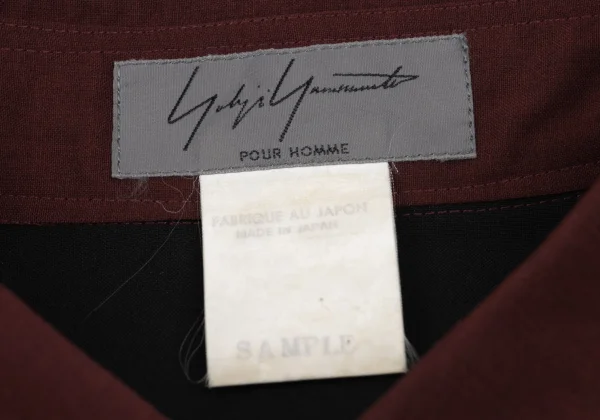 Yohji Yamamoto
POUR HOMME
FABRIQUE AU JAPON
MADE IN JAPAN
SAMPLE